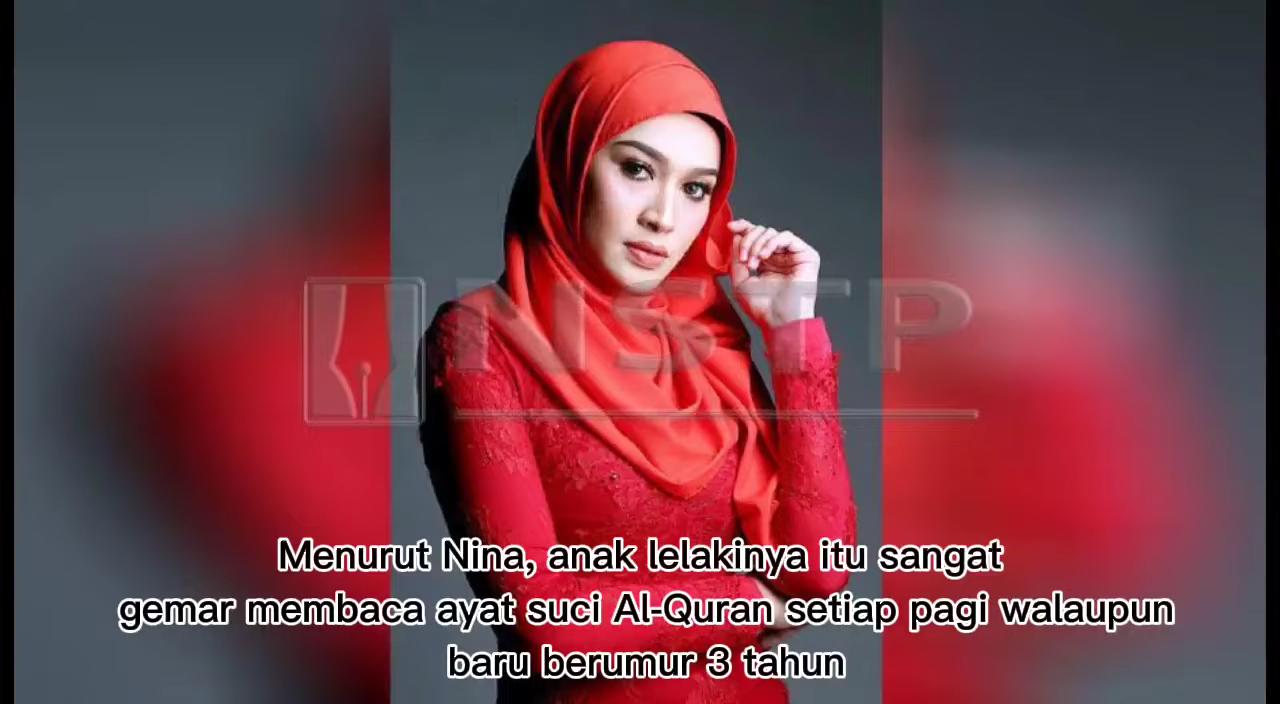 NSTP
Menurut Nina, anak lelakinya itu sangat
gemar membaca ayat suci Al-Quran setiap pagi walaupun
baru berumur 3 tahun